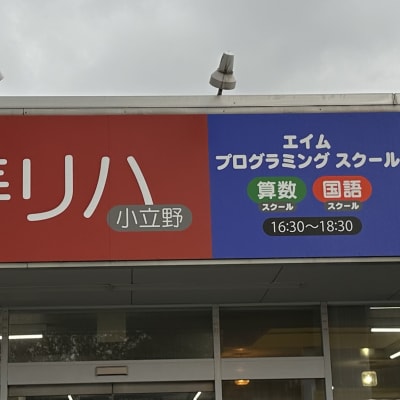 リハ
小立野
エイム
プログラミング スクール
算数 国語
スクール スクール
16:30～18:30